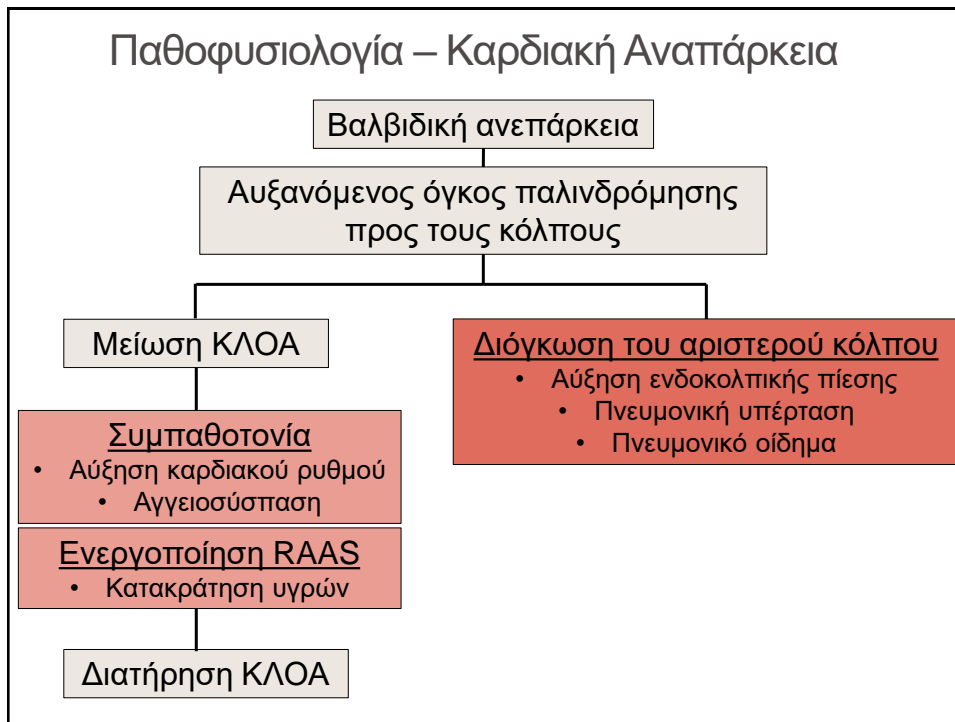 Παθοφυσιολογία – Καρδιακή Αναπάρκεια
Βαλβιδική ανεπάρκεια
Αυξανόμενος όγκος παλινδρόμησης
προς τους κόλπους
Μείωση ΚΛΟΑ
Συμπαθοτονία
• Αύξηση καρδιακού ρυθμού
• Αγγειοσύσπαση
Ενεργοποίηση RAAS
• Κατακράτηση υγρών
Διατήρηση ΚΛΟΑ
Διόγκωση του αριστερού κόλπου
• Αύξηση ενδοκολπικής πίεσης
• Πνευμονική υπέρταση
• Πνευμονικό οίδημα